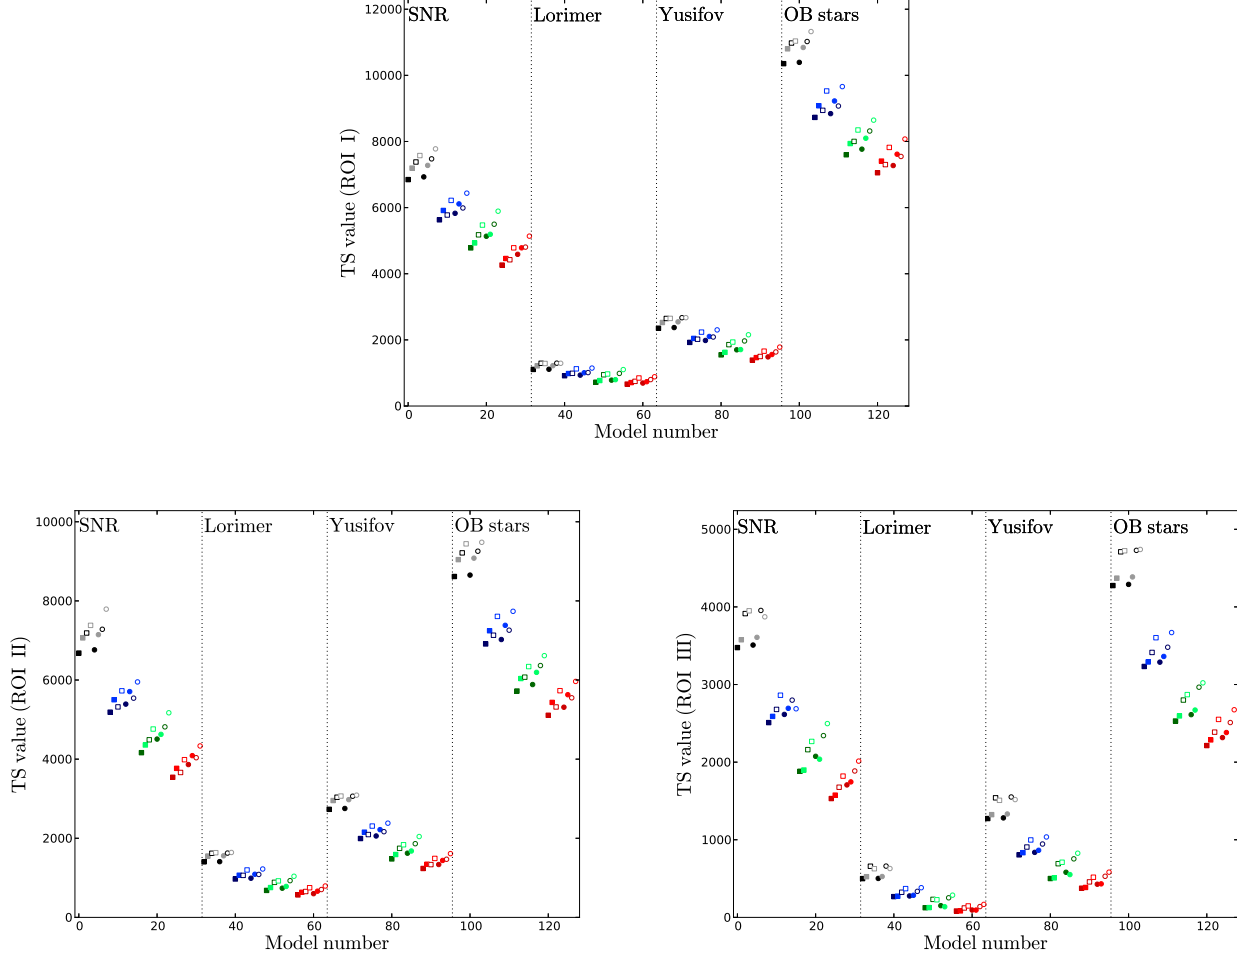 12000
SNR
Lorimer
Yusifov
OB stars
10000
8000
6000
4000
2000
0
TS value (ROI I)
0 20 40 60 80 100 120
Model number
10000
SNR
Lorimer
Yusifov
OB stars
8000
6000
4000
2000
0
TS value (ROI II)
0 20 40 60 80 100 120
Model number
5000
SNR
Lorimer
Yusifov
OB stars
4000
3000
2000
1000
0
TS value (ROI III)
0 20 40 60 80 100 120
Model number